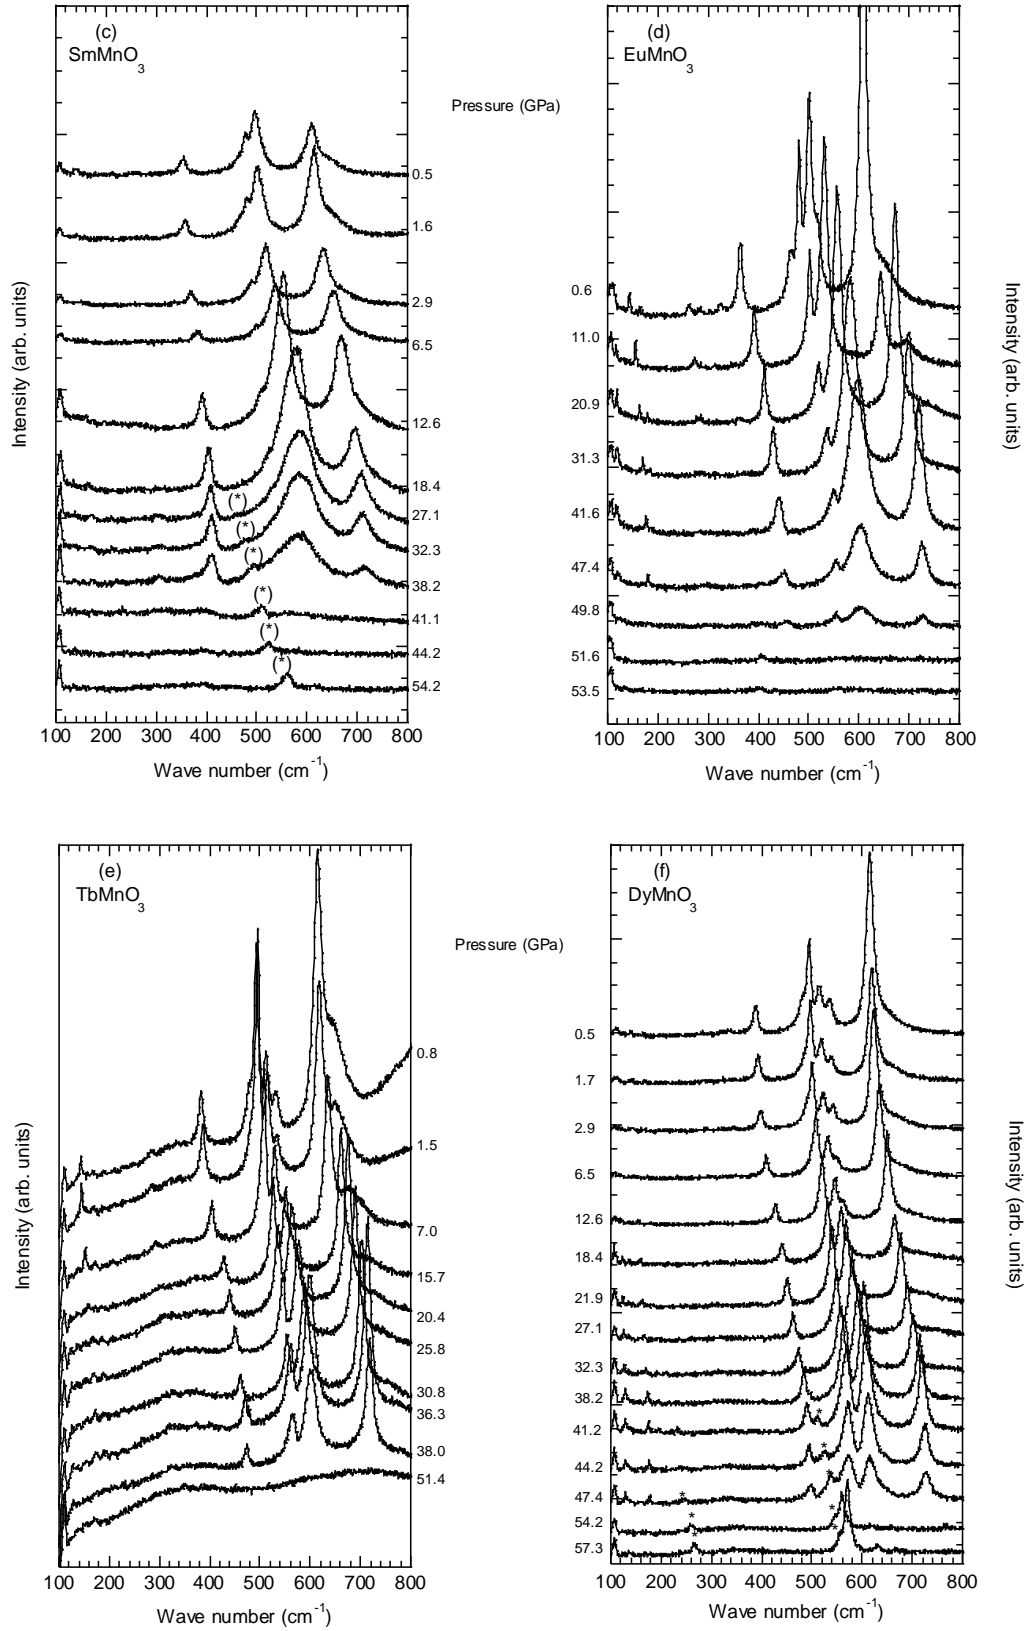 (c)
SmMnO3
Pressure (GPa)
0.5
1.6
2.9
6.5
12.6
18.4
27.1
32.3
38.2
41.1
44.2
54.2
(*)
(*)
(*)
(*)
(*)
(*)
Intensity (arb. units)
100 200 300 400 500 600 700 800
Wave number (cm-1)
(d)
EuMnO3
0.6
11.0
20.9
31.3
41.6
47.4
49.8
51.6
53.5
Intensity (arb. units)
100 200 300 400 500 600 700 800
Wave number (cm-1)
(e)
TbMnO3
Pressure (GPa)
0.8
1.5
7.0
15.7
20.4
25.8
30.8
36.3
38.0
51.4
Intensity (arb. units)
100 200 300 400 500 600 700 800
Wave number (cm-1)
(f)
DyMnO3
0.5
1.7
2.9
6.5
12.6
18.4
21.9
27.1
32.3
38.2
41.2
44.2
47.4
54.2
57.3
*
*
*
*
*
*
*
*
Intensity (arb. units)
100 200 300 400 500 600 700 800
Wave number (cm-1)